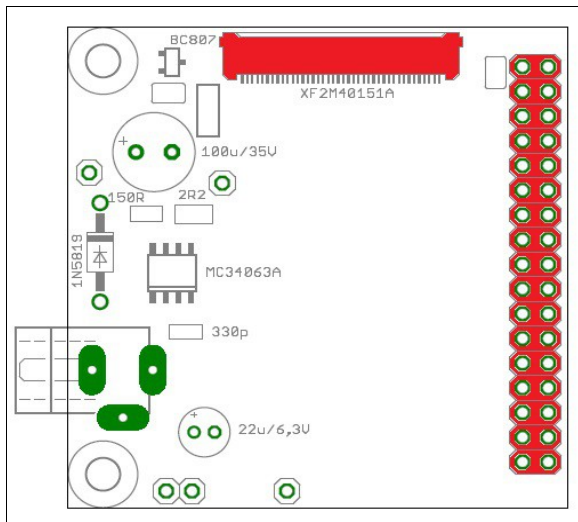 BC807
XF2M40151A
100u/35V
150R
2R2
1N5819
MC34063A
330p
22u/6,3V